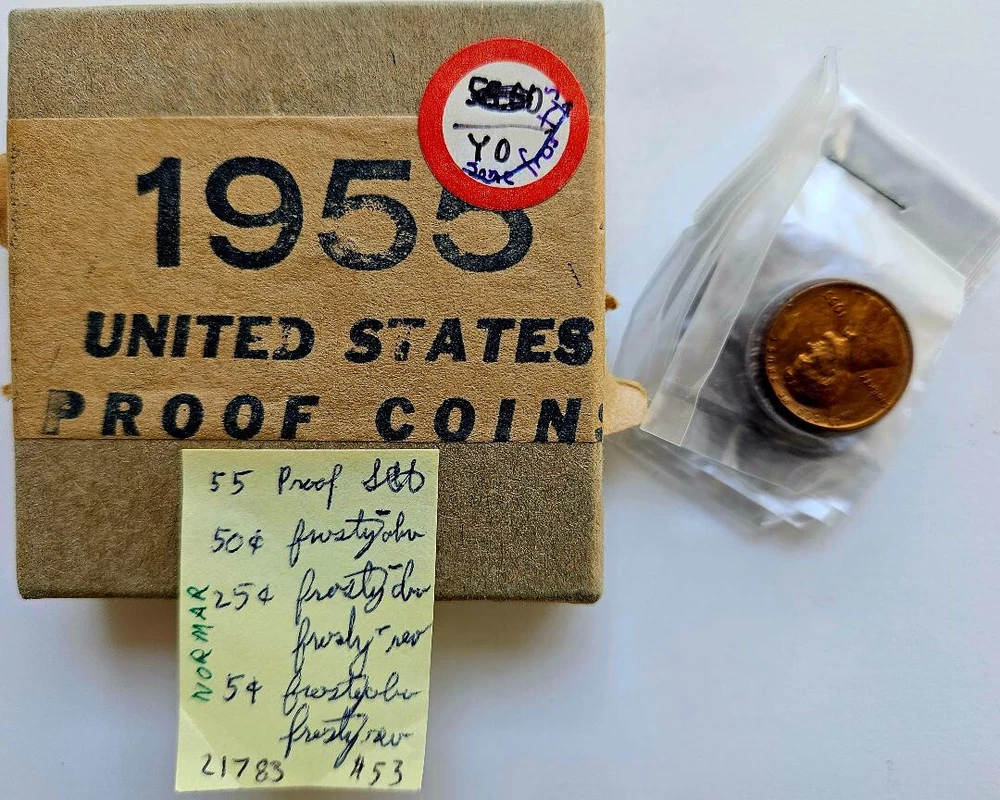 YO
1955
UNITED STATES
PROOF COINS
55 Proof Set
50¢ frosty-obv
25¢ frosty-obv
frosty-rev
5¢ frosty obv
frosty rev
NORMAR
21783 #53